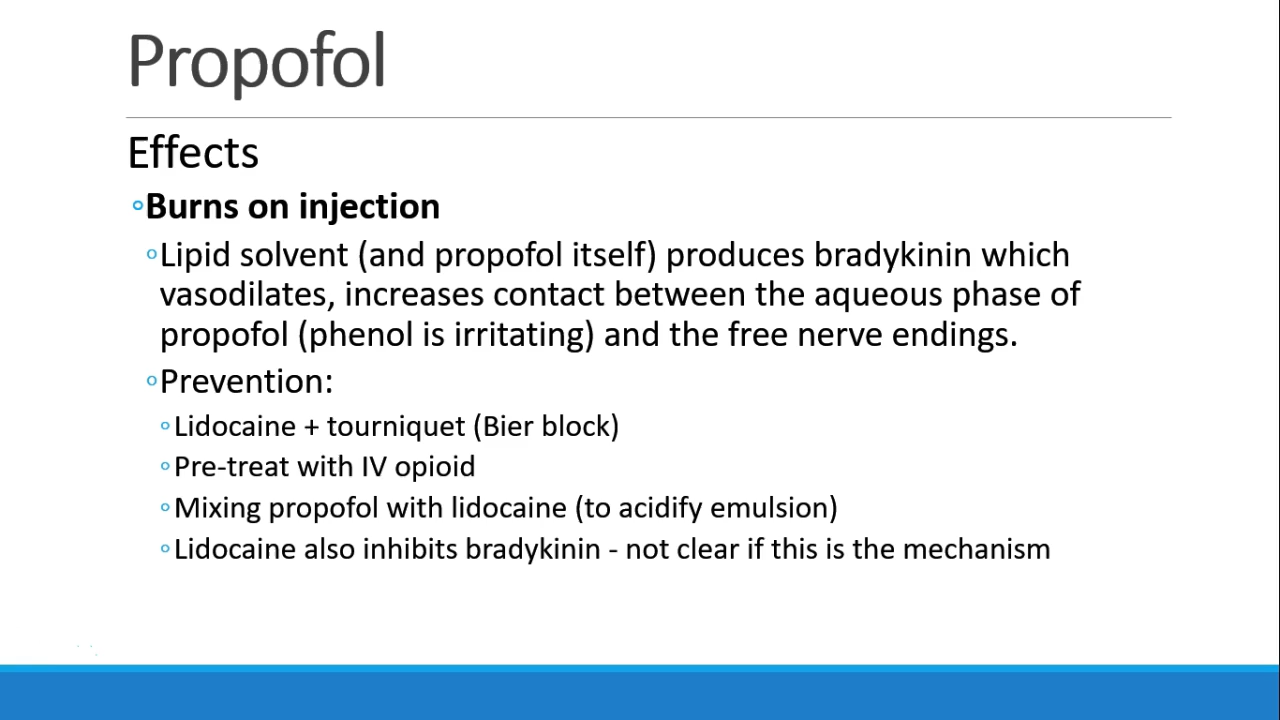 Propofol
Effects
◦Burns on injection
◦Lipid solvent (and propofol itself) produces bradykinin which
vasodilates, increases contact between the aqueous phase of
propofol (phenol is irritating) and the free nerve endings.
◦Prevention:
◦Lidocaine + tourniquet (Bier block)
◦Pre-treat with IV opioid
◦Mixing propofol with lidocaine (to acidify emulsion)
◦Lidocaine also inhibits bradykinin - not clear if this is the mechanism